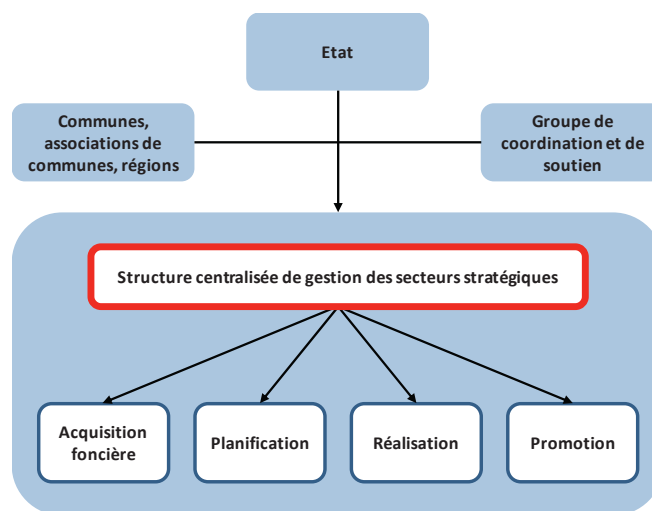 Etat
Communes,
associations de
communes, régions
Groupe de
coordination et de
soutien
Structure centralisée de gestion des secteurs stratégiques
Acquisition
foncière
Planification
Réalisation
Promotion